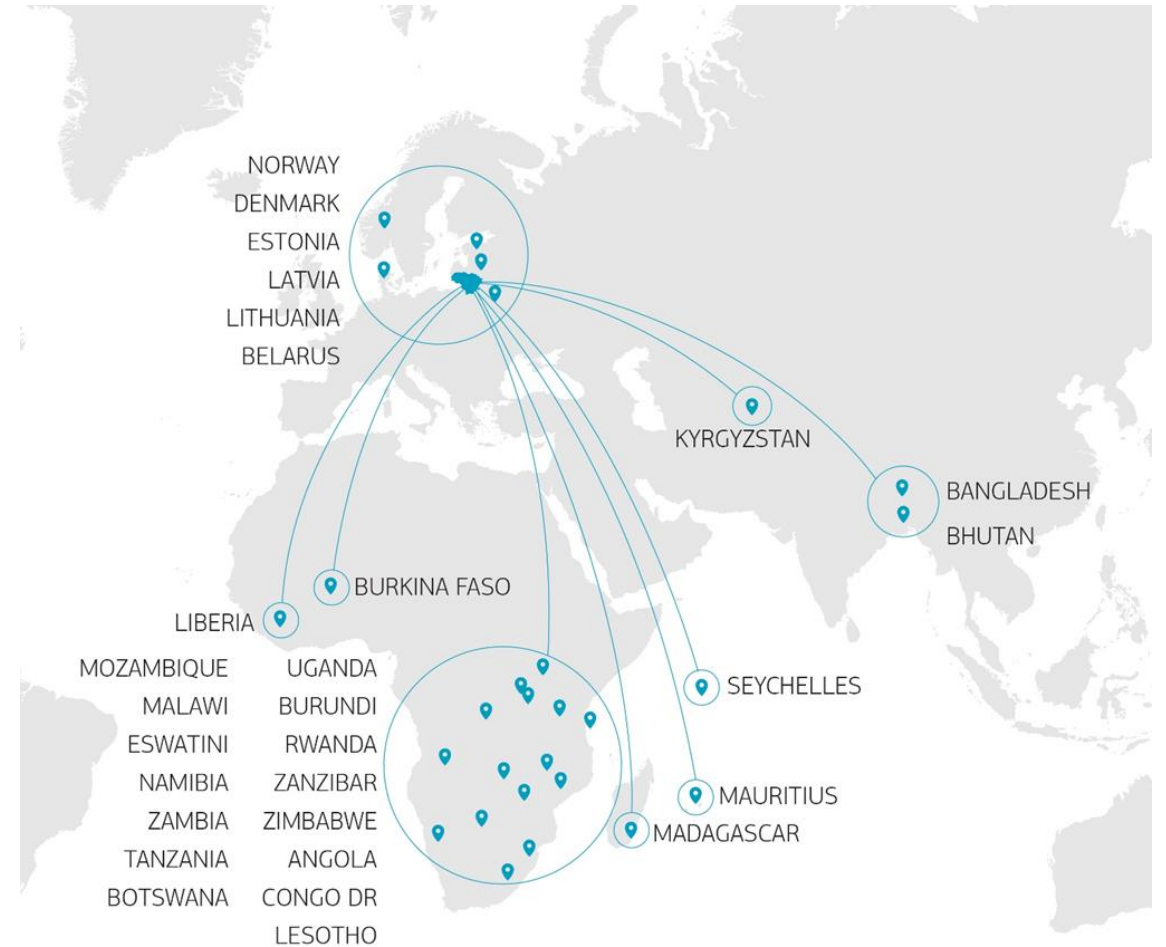 NORWAY
DENMARK
ESTONIA
LATVIA
LITHUANIA
BELARUS
KYRGYZSTAN
BANGLADESH
BHUTAN
BURKINA FASO
LIBERIA
MOZAMBIQUE UGANDA
MALAWI BURUNDI
ESWATINI RWANDA
NAMIBIA ZANZIBAR
ZAMBIA ZIMBABWE
TANZANIA ANGOLA
BOTSWANA CONGO DR
LESOTHO
SEYCHELLES
MAURITIUS
MADAGASCAR